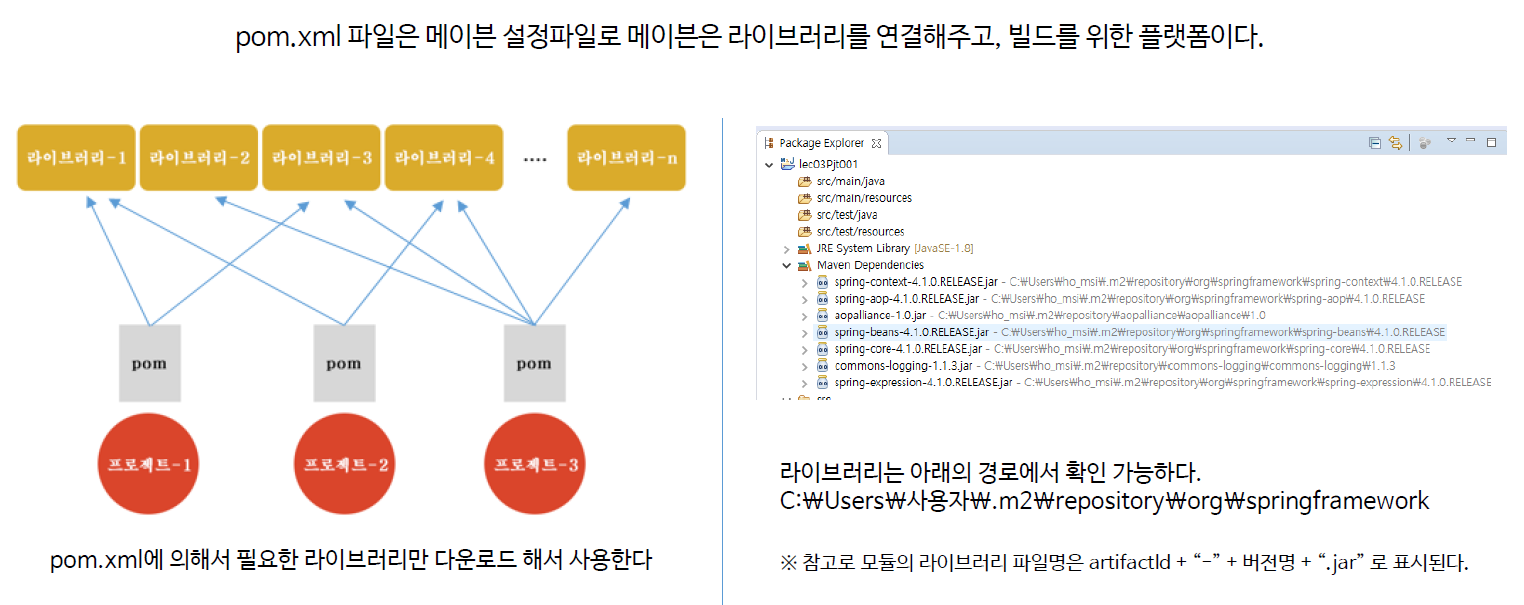 pom.xml 파일은 메이븐 설정파일로 메이븐은 라이브러리를 연결해주고, 빌드를 위한 플랫폼이다.
라이브러리-1
라이브러리-2
라이브러리-3
라이브러리-4
....
라이브러리-n
pom
pom
pom
프로젝트-1
프로젝트-2
프로젝트-3
pom.xml에 의해서 필요한 라이브러리만 다운로드 해서 사용한다
Package Explorer
lec03Pjt001
src/main/java
src/main/resources
src/test/java
src/test/resources
JRE System Library [JavaSE-1.8]
Maven Dependencies
spring-context-4.1.0.RELEASE.jar - C:₩Users₩ho_msi₩.m2₩repository₩org₩springframework₩spring-context₩4.1.0.RELEASE
spring-aop-4.1.0.RELEASE.jar - C:₩Users₩ho_msi₩.m2₩repository₩org₩springframework₩spring-aop₩4.1.0.RELEASE
aopalliance-1.0.jar - C:₩Users₩ho_msi₩.m2₩repository₩aopalliance₩aopalliance₩1.0
spring-beans-4.1.0.RELEASE.jar - C:₩Users₩ho_msi₩.m2₩repository₩org₩springframework₩spring-beans₩4.1.0.RELEASE
spring-core-4.1.0.RELEASE.jar - C:₩Users₩ho_msi₩.m2₩repository₩org₩springframework₩spring-core₩4.1.0.RELEASE
commons-logging-1.1.3.jar - C:₩Users₩ho_msi₩.m2₩repository₩commons-logging₩commons-logging₩1.1.3
spring-expression-4.1.0.RELEASE.jar - C:₩Users₩ho_msi₩.m2₩repository₩org₩springframework₩spring-expression₩4.1.0.RELEASE
라이브러리는 아래의 경로에서 확인 가능하다.
C:₩Users₩사용자₩.m2₩repository₩org₩springframework
※ 참고로 모듈의 라이브러리 파일명은 artifactId + “-” + 버전명 + “.jar” 로 표시된다.